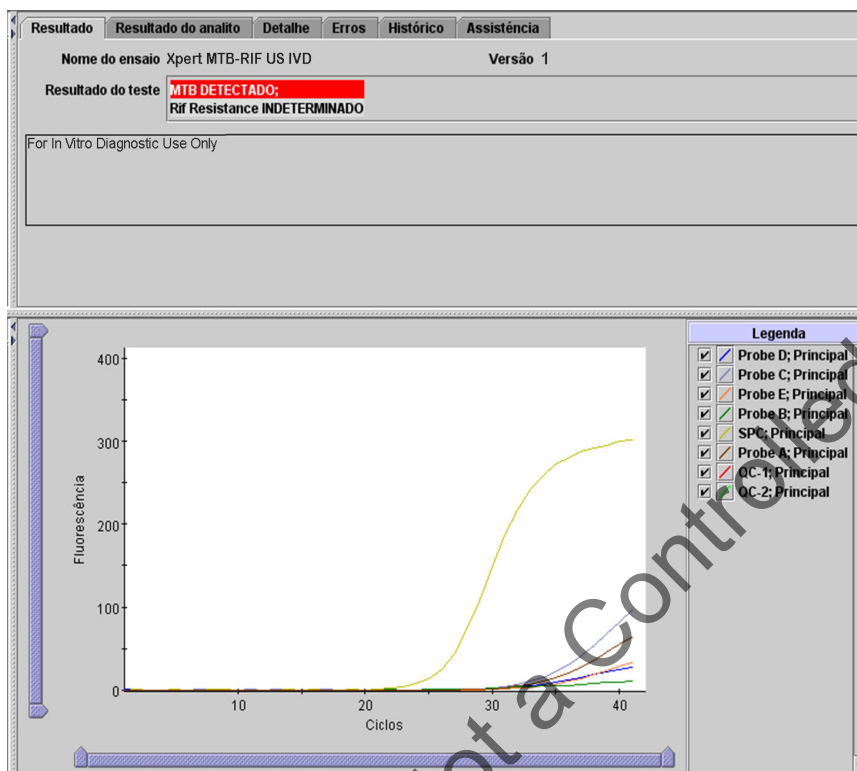 Resultado Resultado do analito Detalhe Erros Histórico Assisténcia
Nome do ensaio Xpert MTB-RIF US IVD Versão 1
Resultado do teste MTB DETECTADO;
Rif Resistance INDETERMINADO
For In Vitro Diagnostic Use Only
Legenda
Probe D; Principal
Probe C; Principal
Probe E; Principal
Probe B; Principal
SPC; Principal
Probe A; Principal
QC-1; Principal
QC-2; Principal
400
300
200
100
0
Fluorescência
10 20 30 40
Ciclos
ot a Controlled